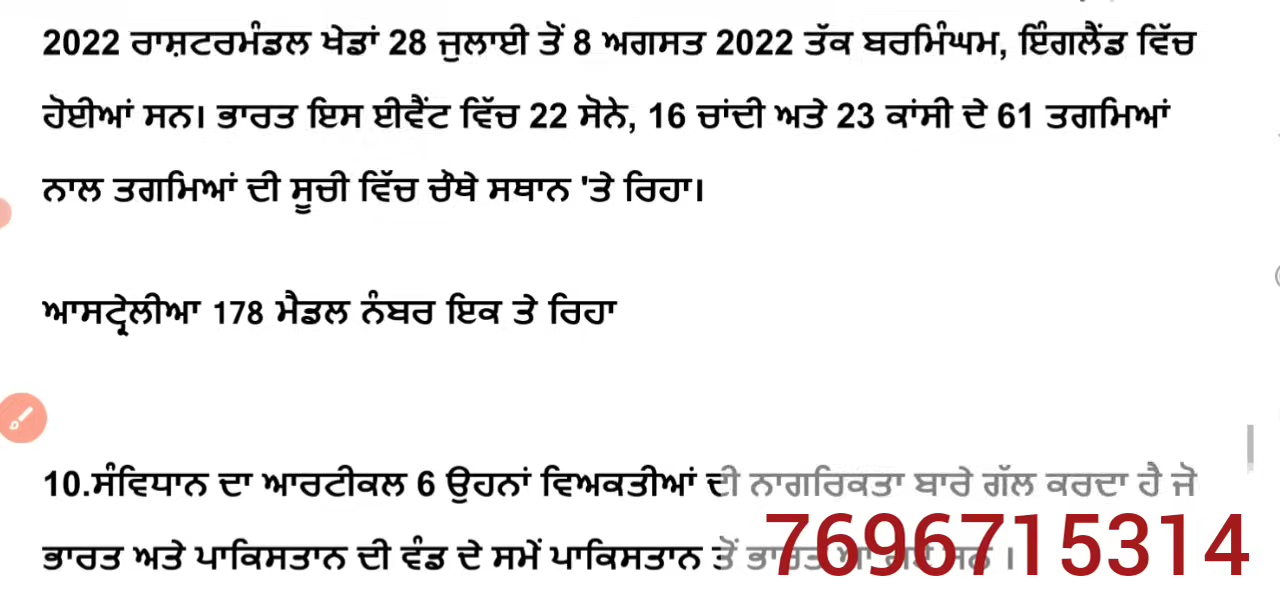 2022 ਰਾਸ਼ਟਰਮੰਡਲ ਖੇਡਾਂ 28 ਜੁਲਾਈ ਤੋਂ 8 ਅਗਸਤ 2022 ਤੱਕ ਬਰਮਿੰਘਮ, ਇੰਗਲੈਂਡ ਵਿੱਚ
ਹੋਈਆਂ ਸਨ। ਭਾਰਤ ਇਸ ਈਵੈਂਟ ਵਿੱਚ 22 ਸੋਨੇ, 16 ਚਾਂਦੀ ਅਤੇ 23 ਕਾਂਸੀ ਦੇ 61 ਤਗਮਿਆਂ
ਨਾਲ ਤਗਮਿਆਂ ਦੀ ਸੂਚੀ ਵਿੱਚ ਚੌਥੇ ਸਥਾਨ 'ਤੇ ਰਿਹਾ।
ਆਸਟ੍ਰੇਲੀਆ 178 ਮੈਡਲ ਨੰਬਰ ਇਕ ਤੇ ਰਿਹਾ
10.ਸੰਵਿਧਾਨ ਦਾ ਆਰਟੀਕਲ 6 ਉਹਨਾਂ ਵਿਅਕਤੀਆਂ ਦੀ ਨਾਗਰਿਕਤਾ ਬਾਰੇ ਗੱਲ ਕਰਦਾ ਹੈ ਜੋ
ਭਾਰਤ ਅਤੇ ਪਾਕਿਸਤਾਨ ਦੀ ਵੰਡ ਦੇ ਸਮੇਂ ਪਾਕਿਸਤਾਨ ਤੋਂ ਭਾਰਤ ਸਨ ।
7696715314